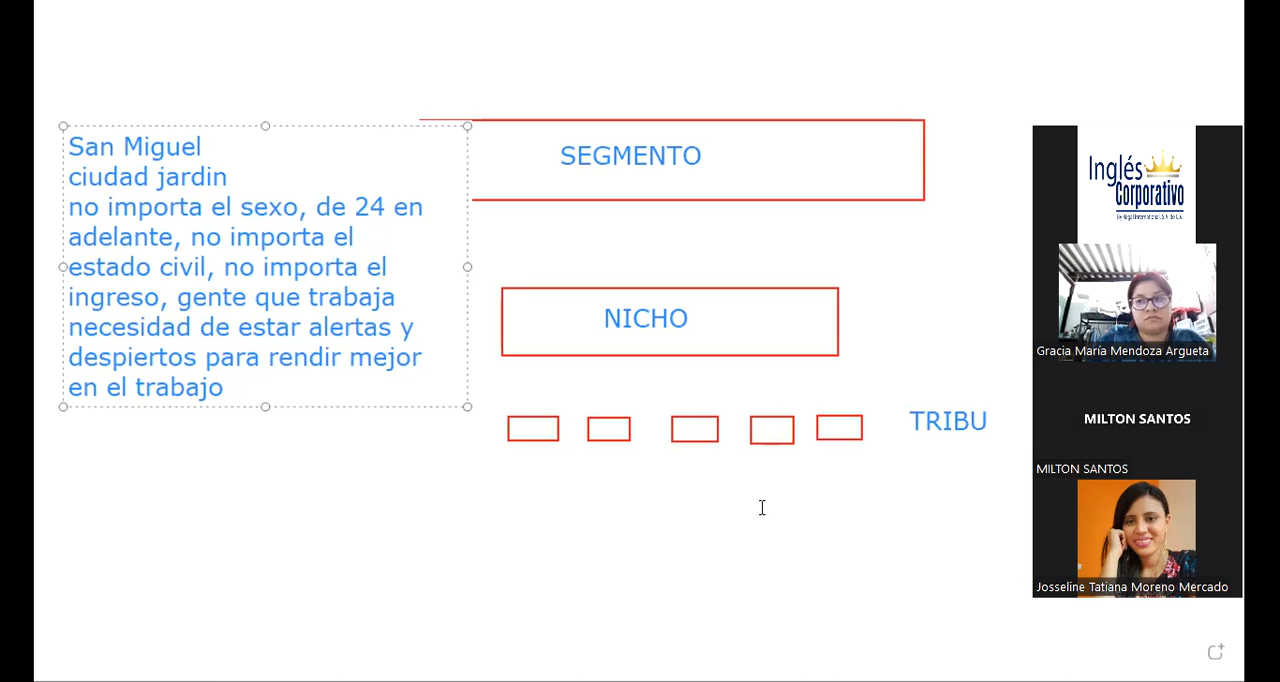 San Miguel
ciudad jardin
no importa el sexo, de 24 en
adelante, no importa el
estado civil, no importa el
ingreso, gente que trabaja
necesidad de estar alertas y
despiertos para rendir mejor
en el trabajo
SEGMENTO
NICHO
TRIBU
Inglés
Corporativo
Gracia María Mendoza Argueta
MILTON SANTOS
MILTON SANTOS
Josseline Tatiana Moreno Mercado